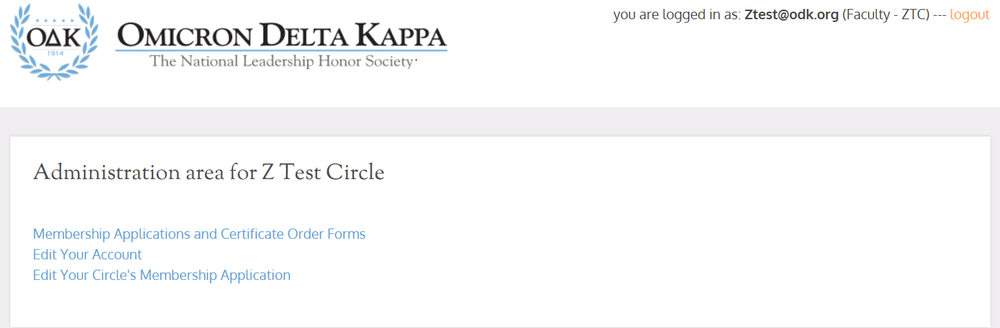 OΔK
1914
OMICRON DELTA KAPPA
The National Leadership Honor Society
you are logged in as: Ztest@odk.org (Faculty - ZTC) --- logout
Administration area for Z Test Circle
Membership Applications and Certificate Order Forms
Edit Your Account
Edit Your Circle's Membership Application